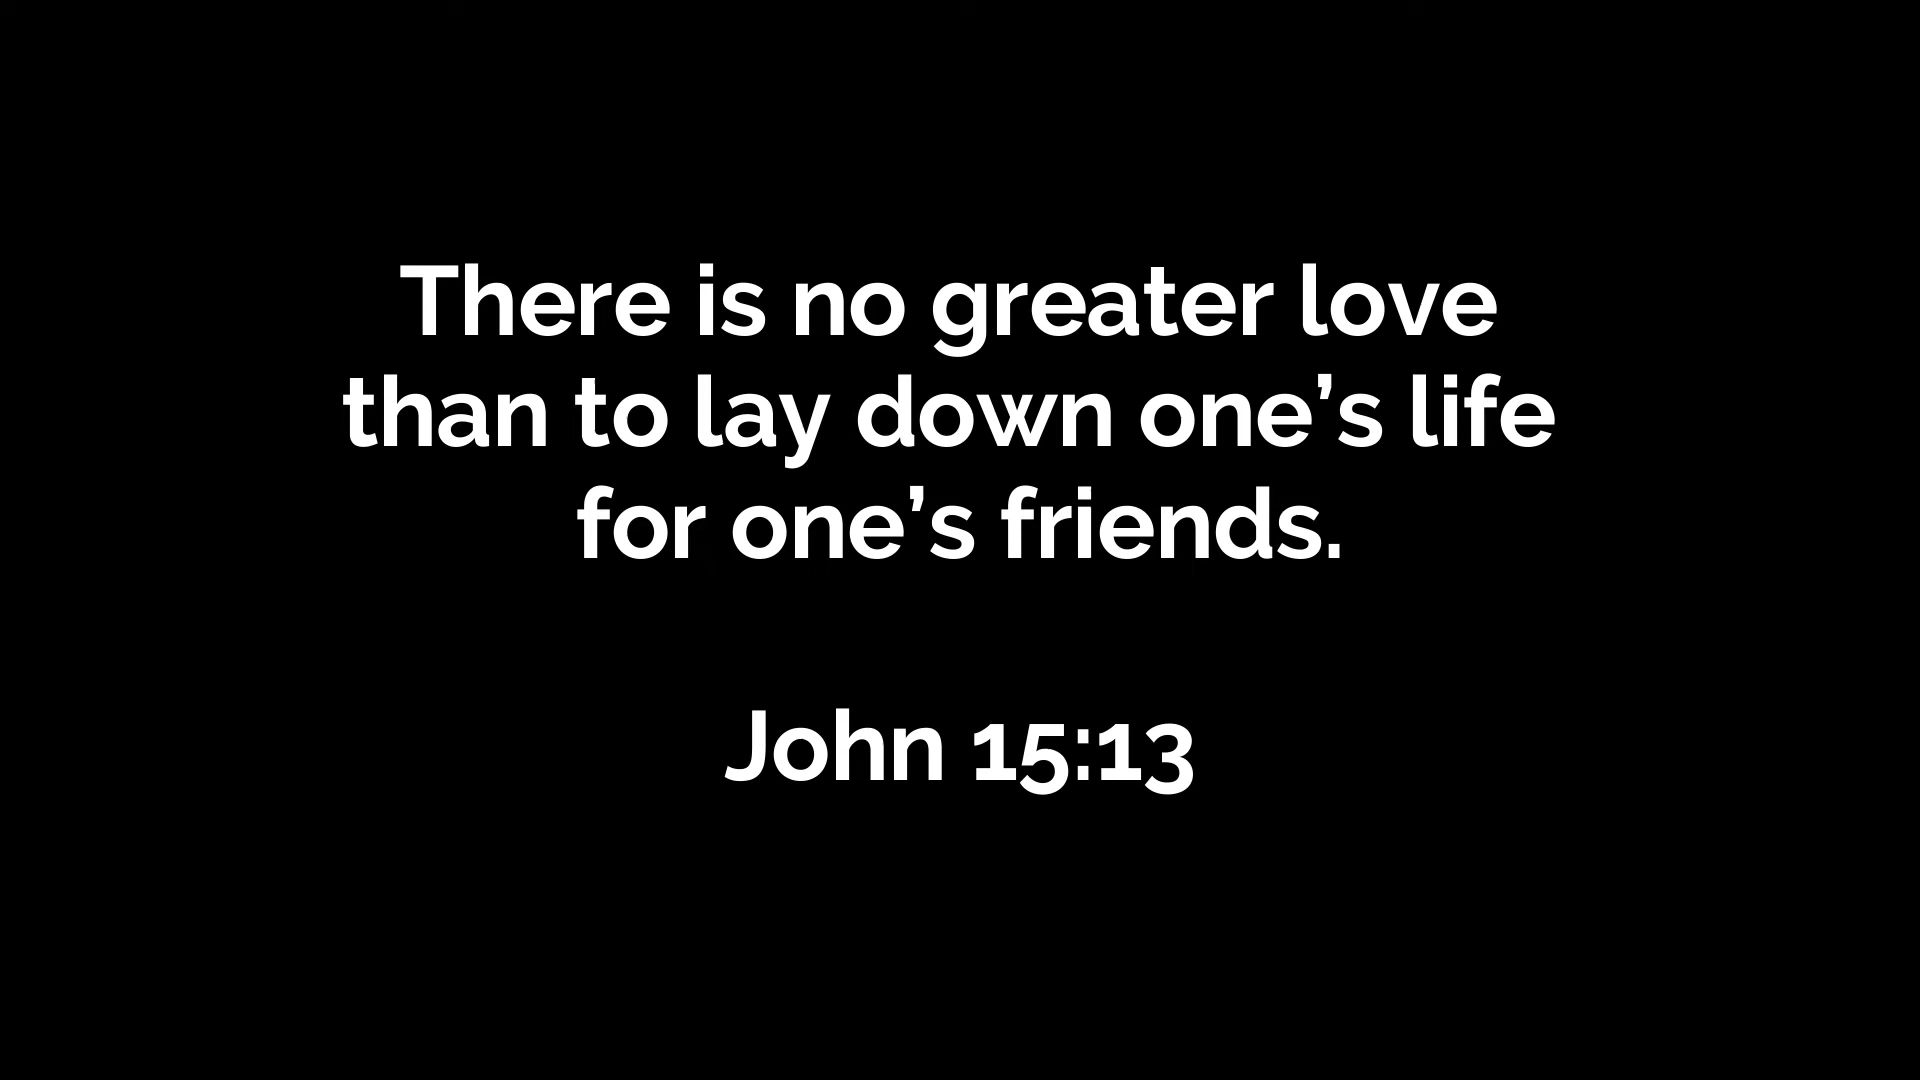 There is no greater love
than to lay down one’s life
for one’s friends.
John 15:13